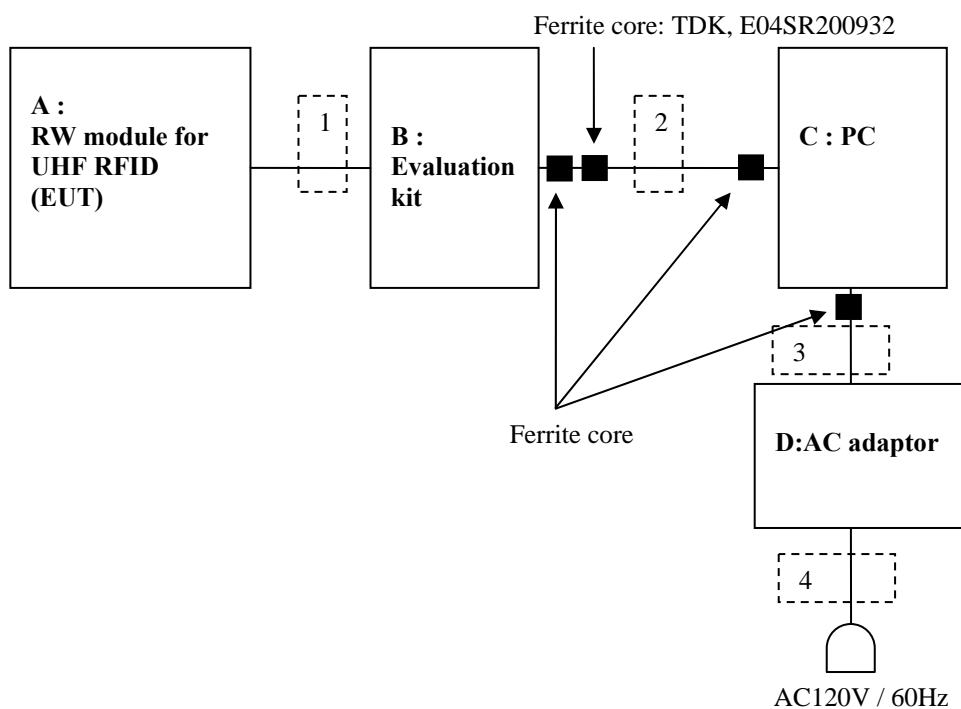 Ferrite core: TDK, E04SR200932
A :
RW module for
UHF RFID
(EUT)
1
B :
Evaluation
kit
2
C : PC
3
Ferrite core
D:AC adaptor
4
AC120V / 60Hz